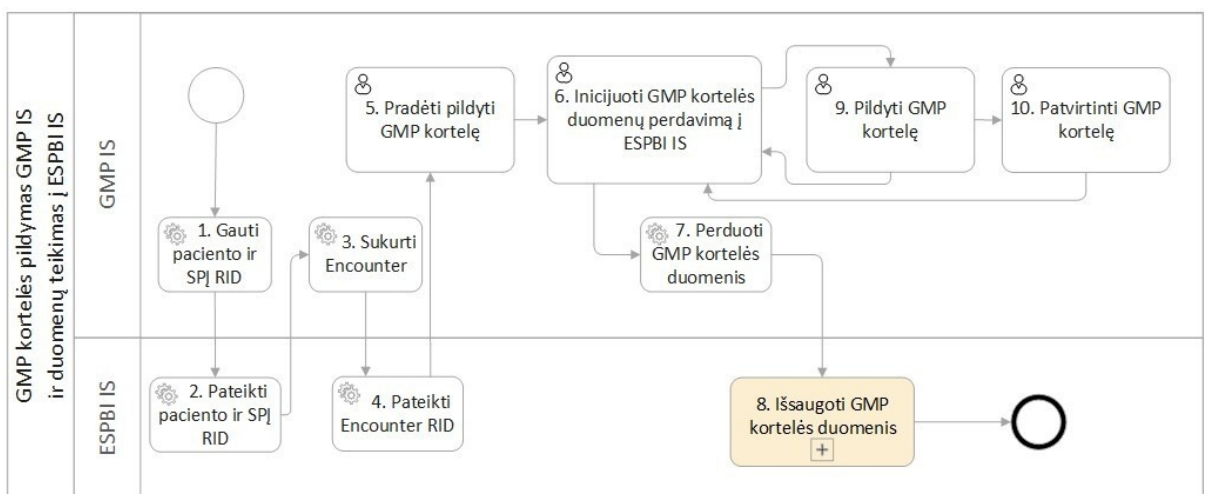 GMP kortelės pildymas GMP IS
ir duomenų teikimas į ESPBI IS
GMP IS
ESPBI IS
1. Gauti
paciento ir
SPĮ RID
2. Pateikti
paciento ir SPĮ
RID
3. Sukurti
Encounter
4. Pateikti
Encounter RID
5. Pradėti pildyti
GMP kortelę
6. Inicijuoti GMP kortelės
duomenų perdavimą į
ESPBI IS
7. Perduoti
GMP kortelės
duomenis
8. Išsaugoti GMP
kortelės duomenis
9. Pildyti GMP
kortelę
10. Patvirtinti GMP
kortelę